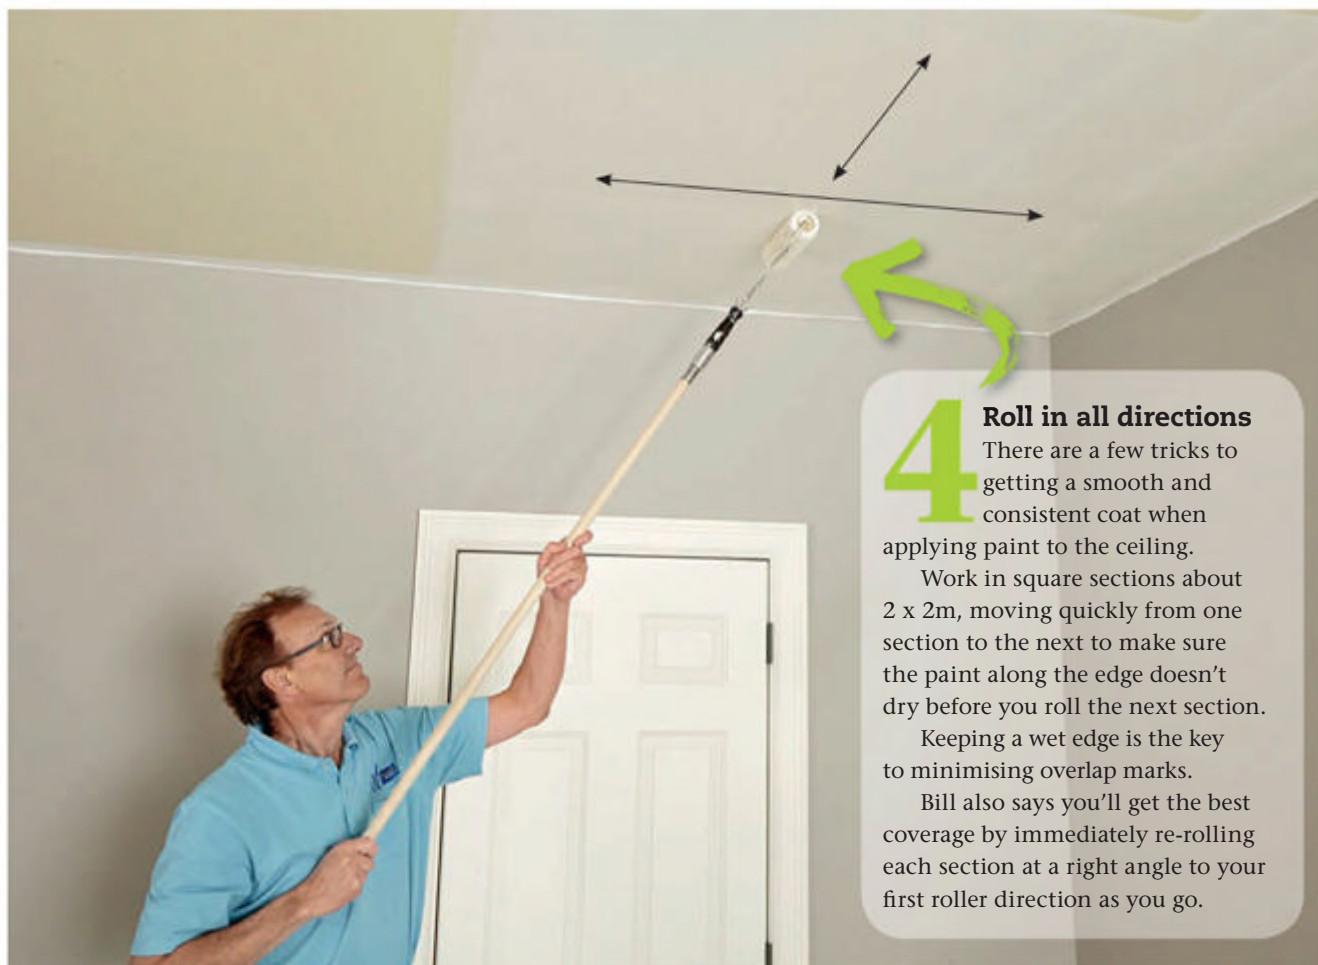 4
Roll in all directions
There are a few tricks to
getting a smooth and
consistent coat when
applying paint to the ceiling.
Work in square sections about
2 x 2m, moving quickly from one
section to the next to make sure
the paint along the edge doesn’t
dry before you roll the next section.
Keeping a wet edge is the key
to minimising overlap marks.
Bill also says you’ll get the best
coverage by immediately re-rolling
each section at a right angle to your
first roller direction as you go.